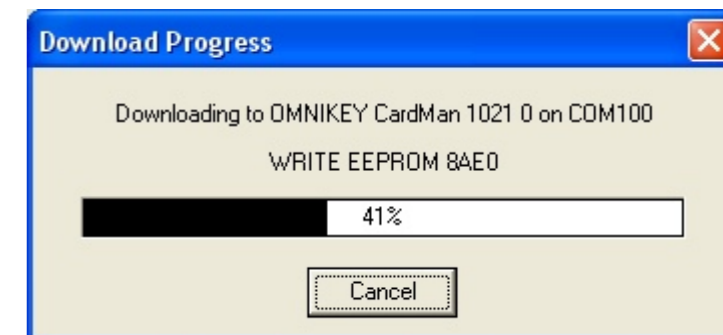 Download Progress
Downloading to OMNIKEY CardMan 1021 0 on COM100
WRITE EEPROM 8AE0
41%
Cancel